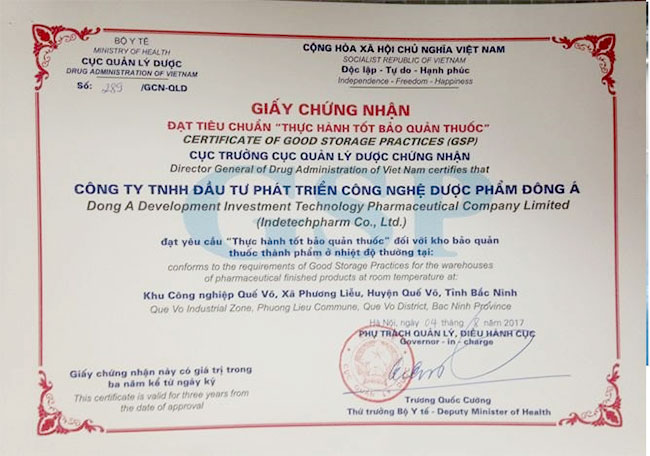 BỘ Y TẾ
MINISTRY OF HEALTH
CỤC QUẢN LÝ DƯỢC
DRUG ADMINISTRATION OF VIETNAM
Số: 289 /GCN-QLD
CỘNG HÒA XÃ HỘI CHỦ NGHĨA VIỆT NAM
SOCIALIST REPUBLIC OF VIETNAM
Độc lập - Tự do - Hạnh phúc
Independence - Freedom - Happiness
GIẤY CHỨNG NHẬN
ĐẠT TIÊU CHUẨN "THỰC HÀNH TỐT BẢO QUẢN THUỐC"
CERTIFICATE OF GOOD STORAGE PRACTICES (GSP)
CỤC TRƯỞNG CỤC QUẢN LÝ DƯỢC CHỨNG NHẬN
Director General of Drug Administration of Viet Nam certifies that
CÔNG TY TNHH ĐẦU TƯ PHÁT TRIỂN CÔNG NGHỆ DƯỢC PHẨM ĐÔNG Á
Dong A Development Investment Technology Pharmaceutical Company Limited
(Indetechpharm Co., Ltd.)
GSP
đạt yêu cầu "Thực hành tốt bảo quản thuốc" đối với kho bảo quản
thuốc thành phẩm ở nhiệt độ thường tại:
conforms to the requirements of Good Storage Practices for the warehouses
of pharmaceutical finished products at room temperature at:
Khu Công nghiệp Quế Võ, Xã Phương Liễu, Huyện Quế Võ, Tỉnh Bắc Ninh
Que Vo Industrial Zone, Phuong Lieu Commune, Que Vo District, Bac Ninh Province
Hà Nội, ngày 04 tháng 8 năm 2017
PHỤ TRÁCH QUẢN LÝ, ĐIỀU HÀNH CỤC
Governor - in - charge
Giấy chứng nhận này có giá trị trong
ba năm kể từ ngày ký
This certificate is valid for three years from
the date of approval
Trương Quốc Cường
Thứ trưởng Bộ Y tế - Deputy Minister of Health